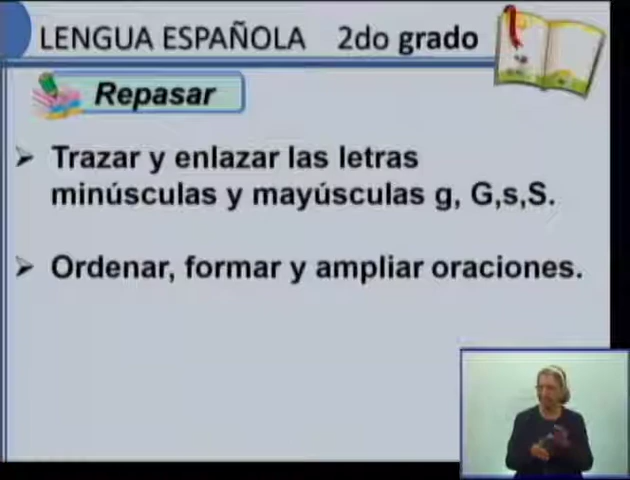 LENGUA ESPAÑOLA 2do grado
Repasar
Trazar y enlazar las letras
minúsculas y mayúsculas g, G,s,S.
Ordenar, formar y ampliar oraciones.